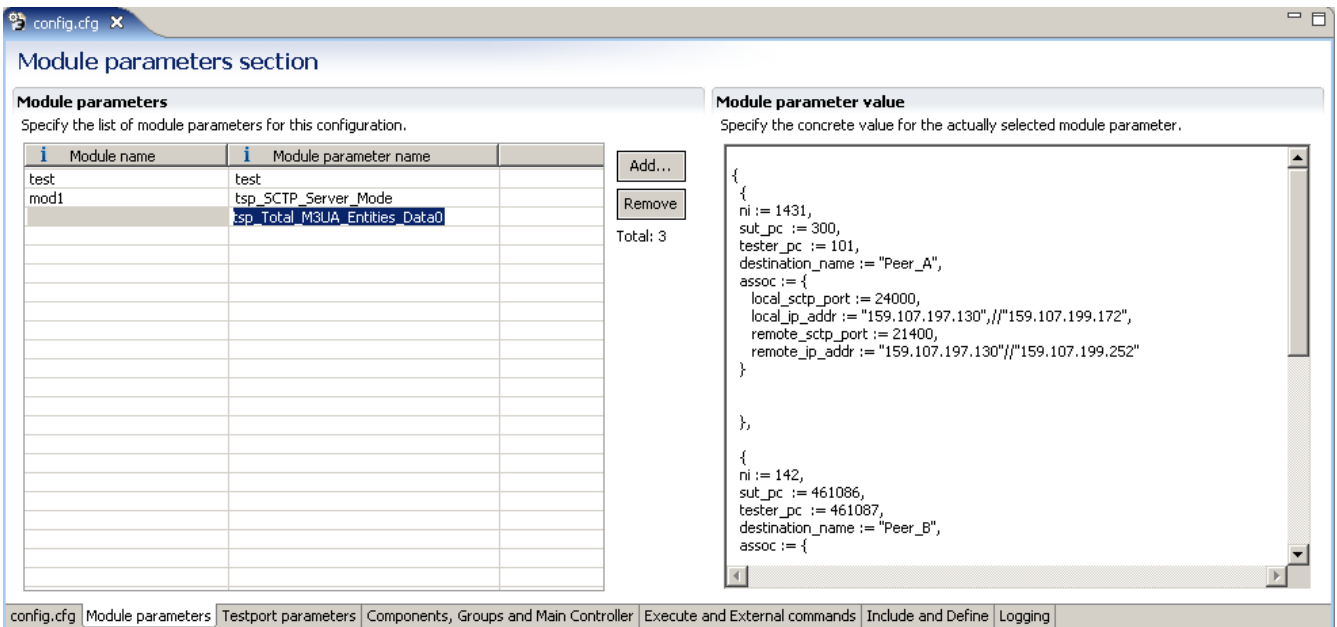 config.cfg
Module parameters section
Module parameters
Specify the list of module parameters for this configuration.
i Module name i Module parameter name
test test
mod1 tsp_SCTP_Server_Mode
tsp_Total_M3UA_Entities_Data0
Add...
Remove
Total: 3
Module parameter value
Specify the concrete value for the actually selected module parameter.
{
{
ni := 1431,
sut_pc := 300,
tester_pc := 101,
destination_name := "Peer_A",
assoc := {
local_sctp_port := 24000,
local_ip_addr := "159.107.197.130",//"159.107.199.172",
remote_sctp_port := 21400,
remote_ip_addr := "159.107.197.130"//"159.107.199.252"
}
},
{
ni := 142,
sut_pc := 461086,
tester_pc := 461087,
destination_name := "Peer_B",
assoc := {
config.cfg Module parameters Testport parameters Components, Groups and Main Controller Execute and External commands Include and Define Logging